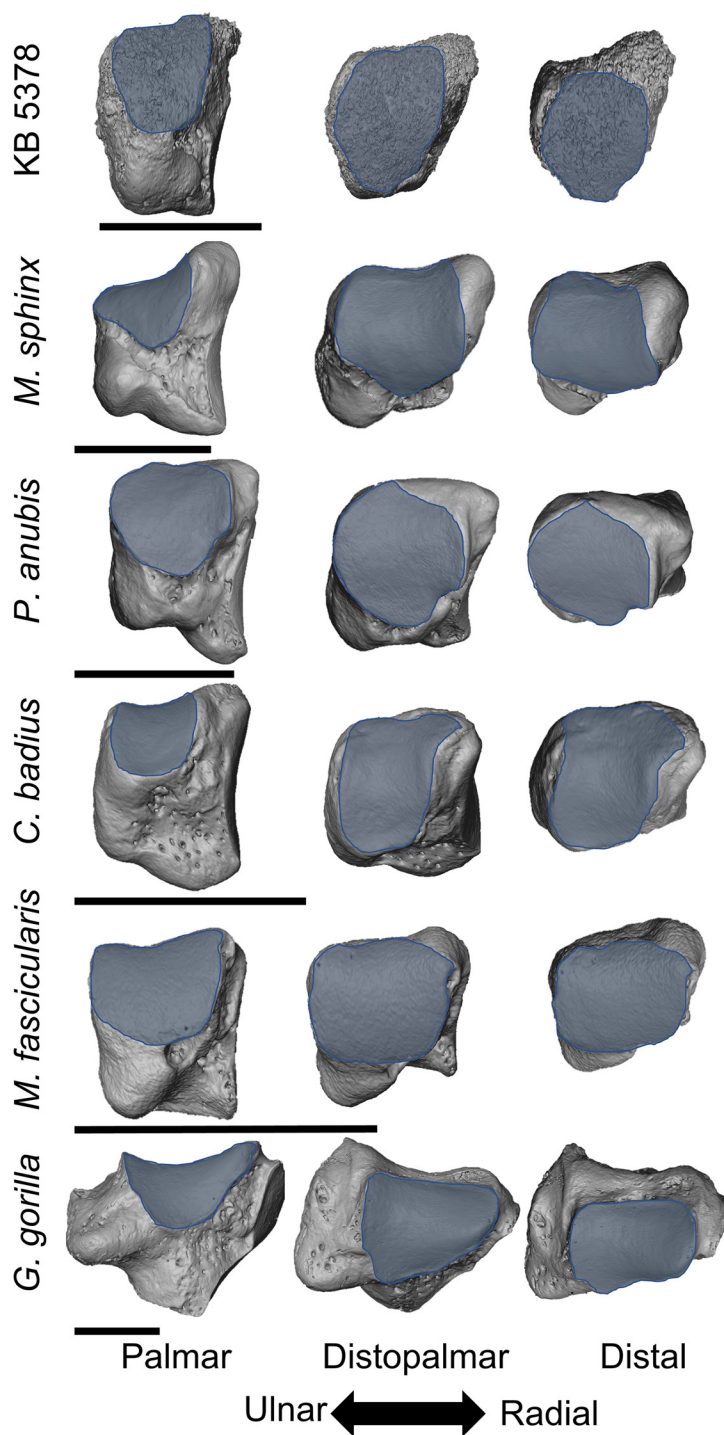 KB 5378
M. sphinx
P. anubis
C. badius
M. fascicularis
G. gorilla
Palmar Distopalmar Distal
Ulnar Radial